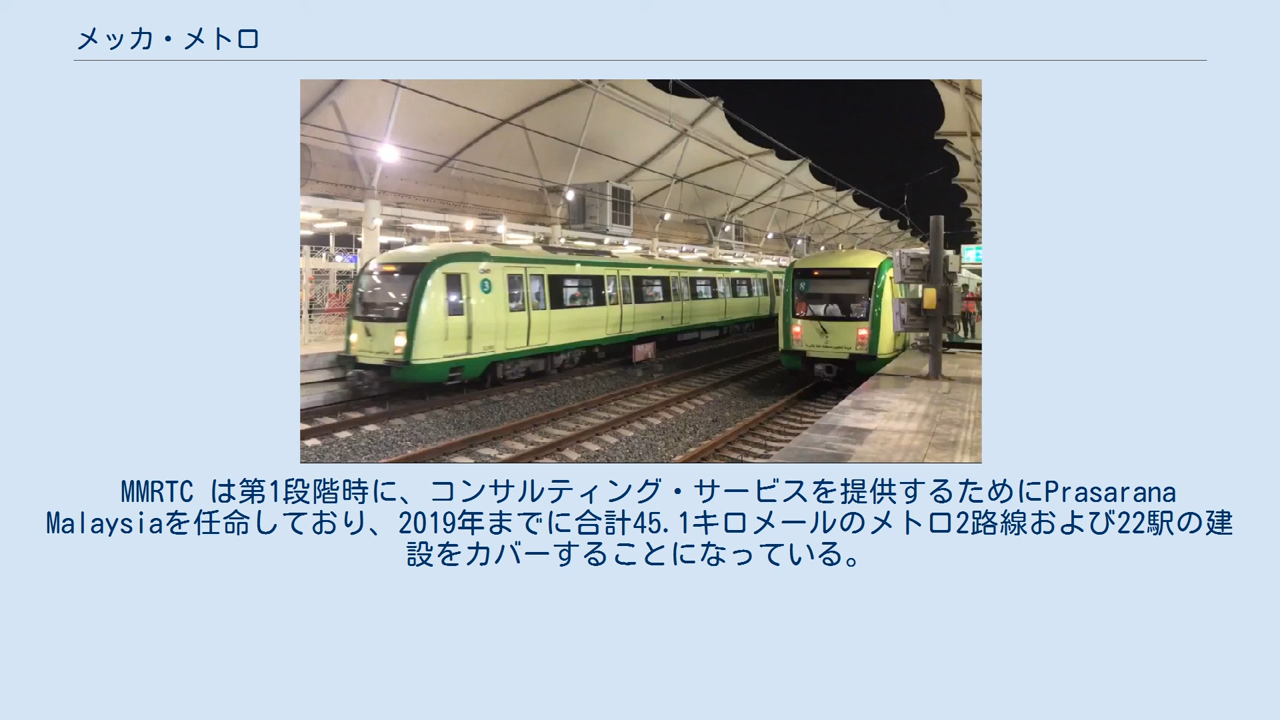 メッカ・メトロ
3
8
MMRTC は第1段階時に、コンサルティング・サービスを提供するためにPrasarana
Malaysiaを任命しており、2019年までに合計45.1キロメールのメトロ2路線および22駅の建
設をカバーすることになっている。